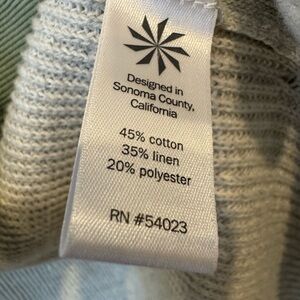 Designed in
Sonoma County,
California
45% cotton
35% linen
20% polyester
RN #54023